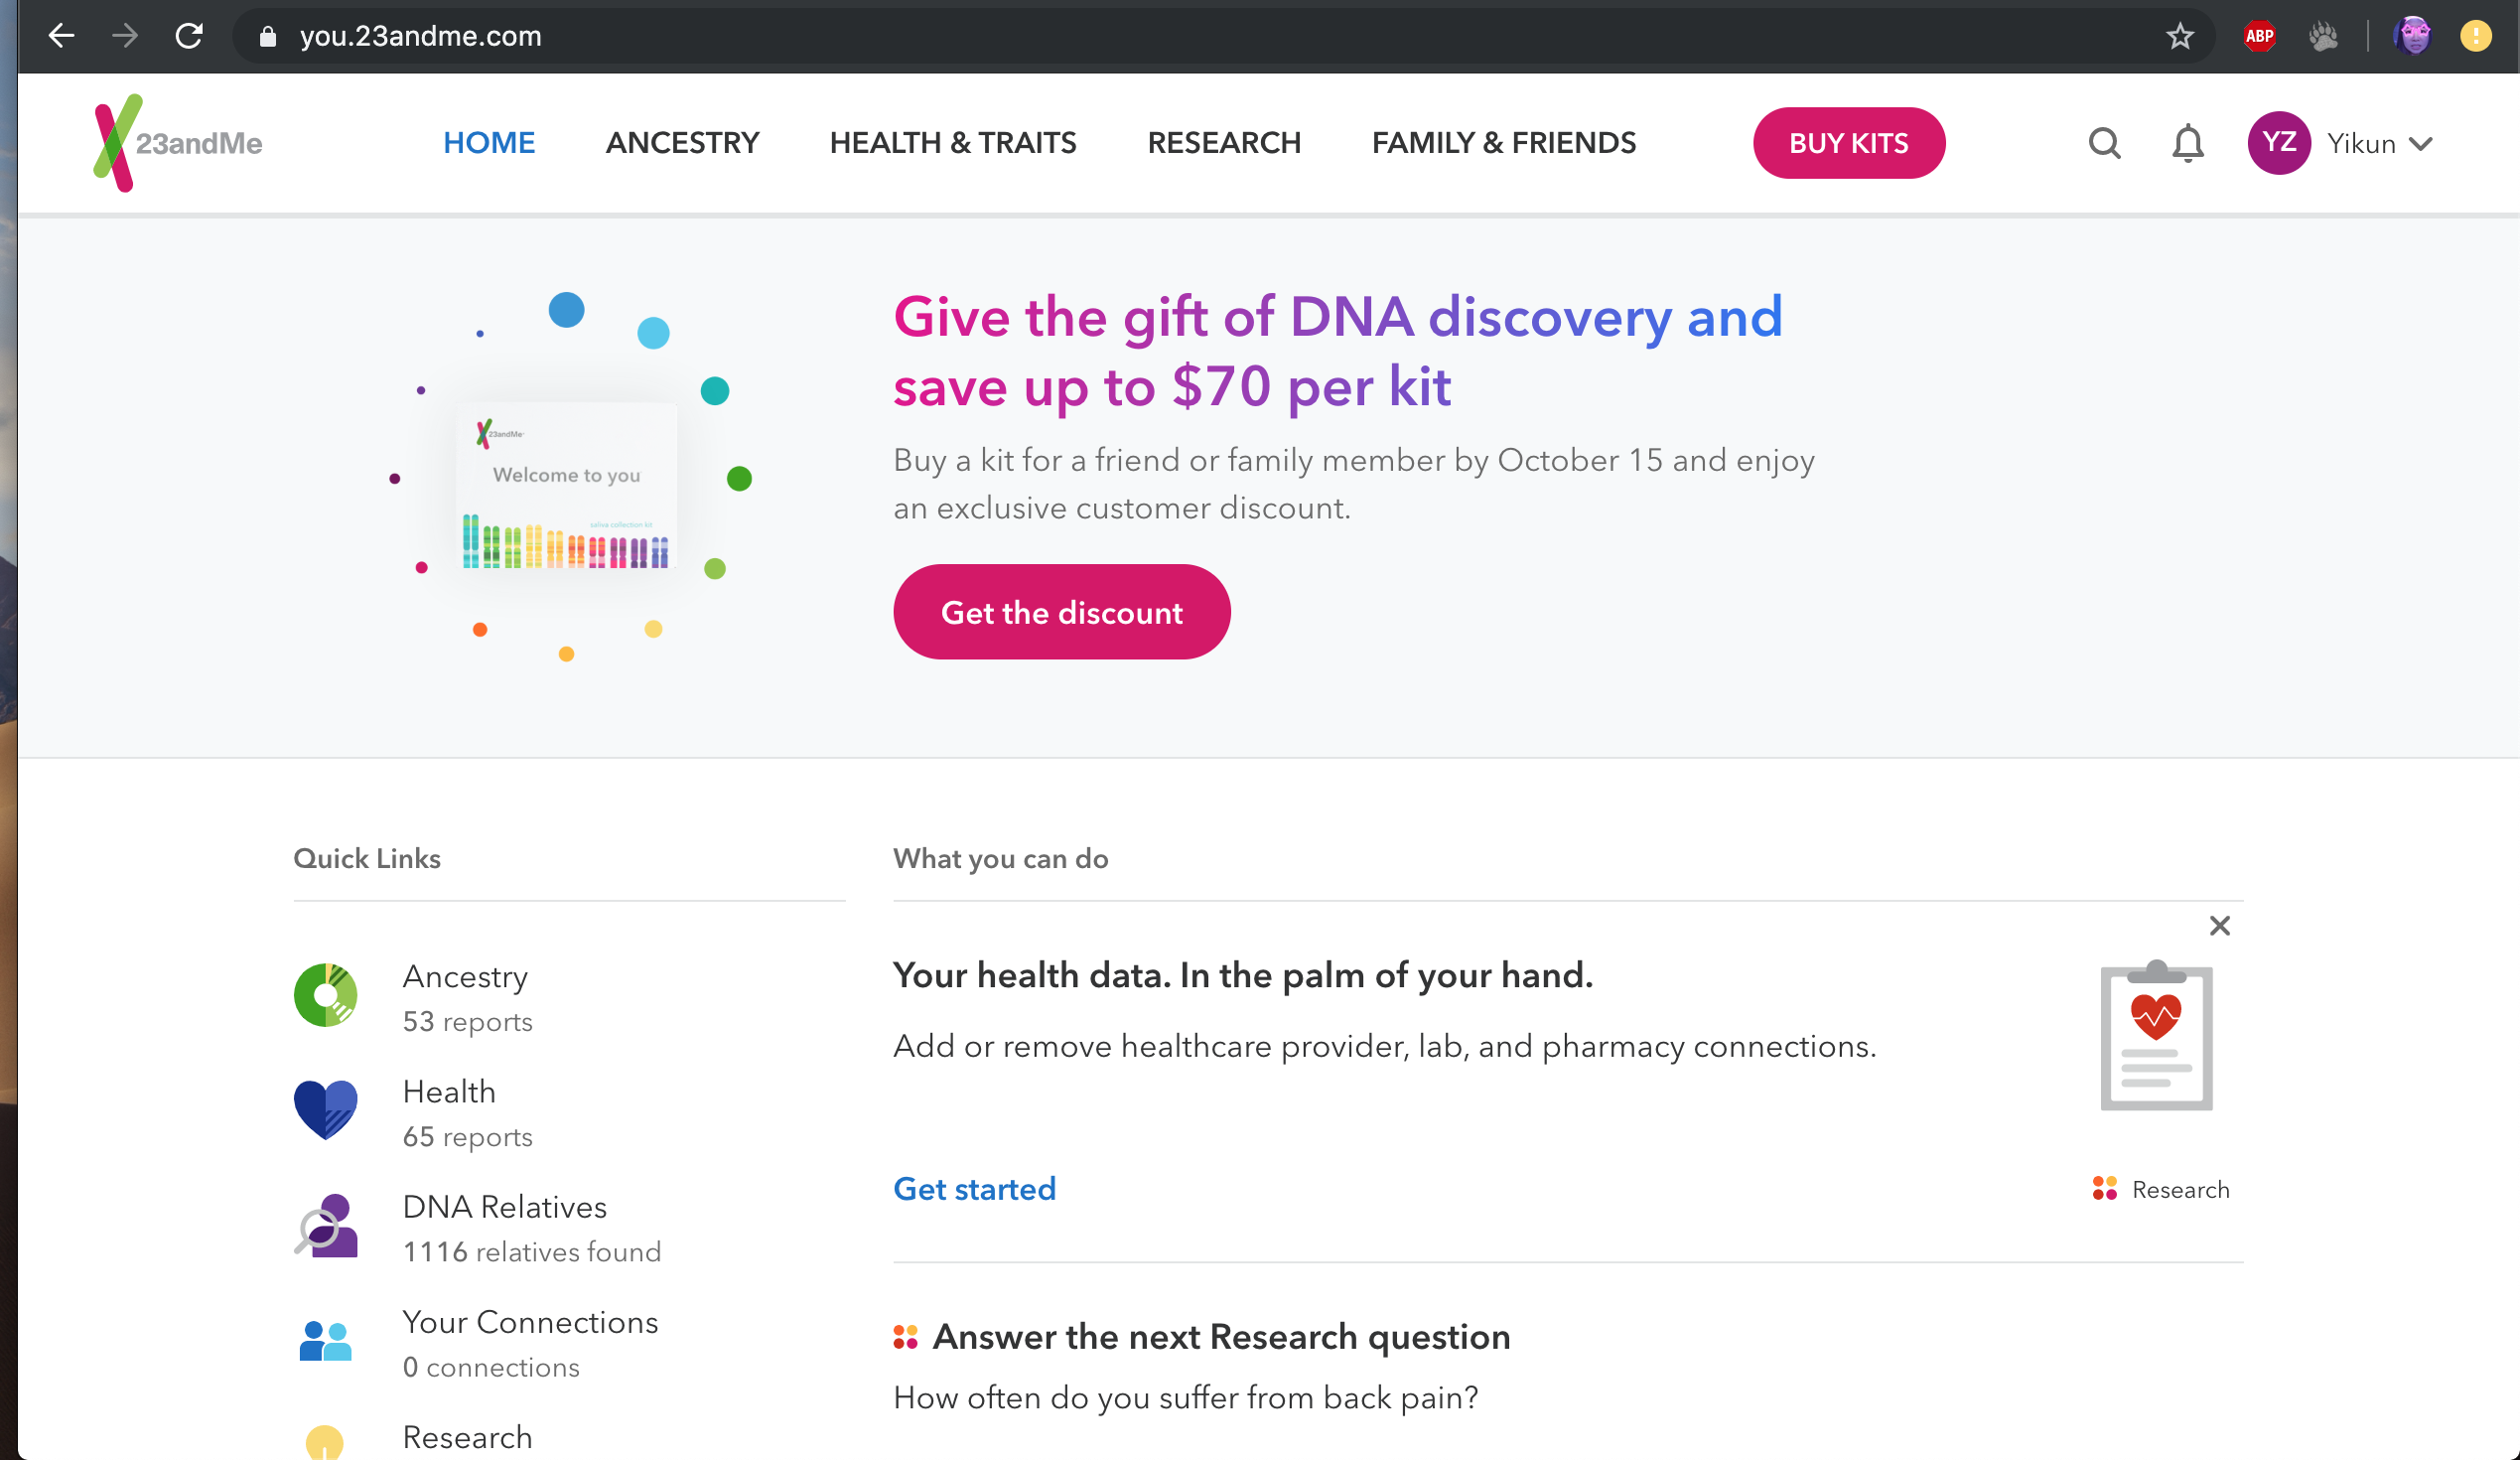 you.23andme.com
ABP
23andMe
HOME
ANCESTRY
HEALTH & TRAITS
RESEARCH
FAMILY & FRIENDS
BUY KITS
YZ
Yikun
23andMe
Welcome to you
saliva collection kit
Give the gift of DNA discovery and
save up to $70 per kit
Buy a kit for a friend or family member by October 15 and enjoy
an exclusive customer discount.
Get the discount
Quick Links
Ancestry
53 reports
Health
65 reports
DNA Relatives
1116 relatives found
Your Connections
0 connections
Research
What you can do
Your health data. In the palm of your hand.
Add or remove healthcare provider, lab, and pharmacy connections.
Get started
Research
Answer the next Research question
How often do you suffer from back pain?